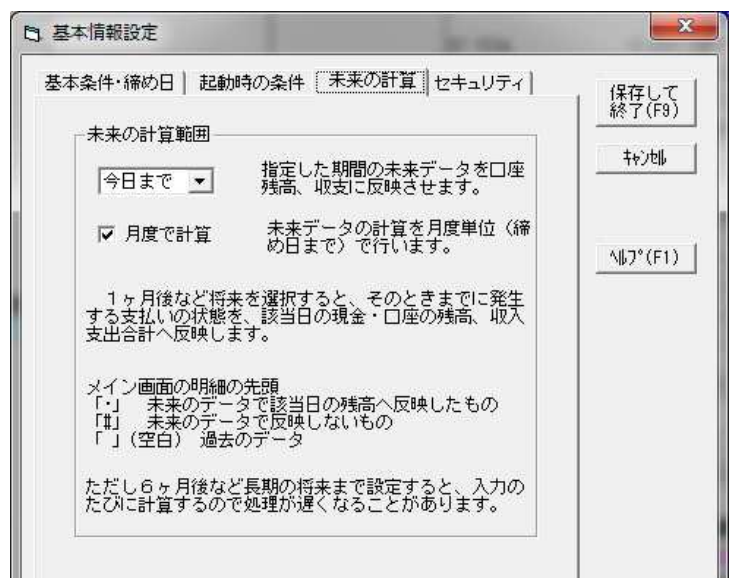 基本情報設定
基本条件・締め日
起動時の条件
未来の計算
セキュリティ
保存して
終了(F9)
ｷｬﾝｾﾙ
ﾍﾙﾌﾟ(F1)
未来の計算範囲
今日まで
指定した期間の未来データを口座
残高、収支に反映させます。
月度で計算
未来データの計算を月度単位（締
め日まで）で行います。
１ヶ月後など将来を選択すると、そのときまでに発生
する支払いの状態を、該当日の現金・口座の残高、収入
支出合計へ反映します。
メイン画面の明細の先頭
「・」 未来のデータで該当日の残高へ反映したもの
「#」 未来のデータで反映しないもの
「 」（空白） 過去のデータ
ただし６ヶ月後など長期の将来まで設定すると、入力の
たびに計算するので処理が遅くなることがあります。